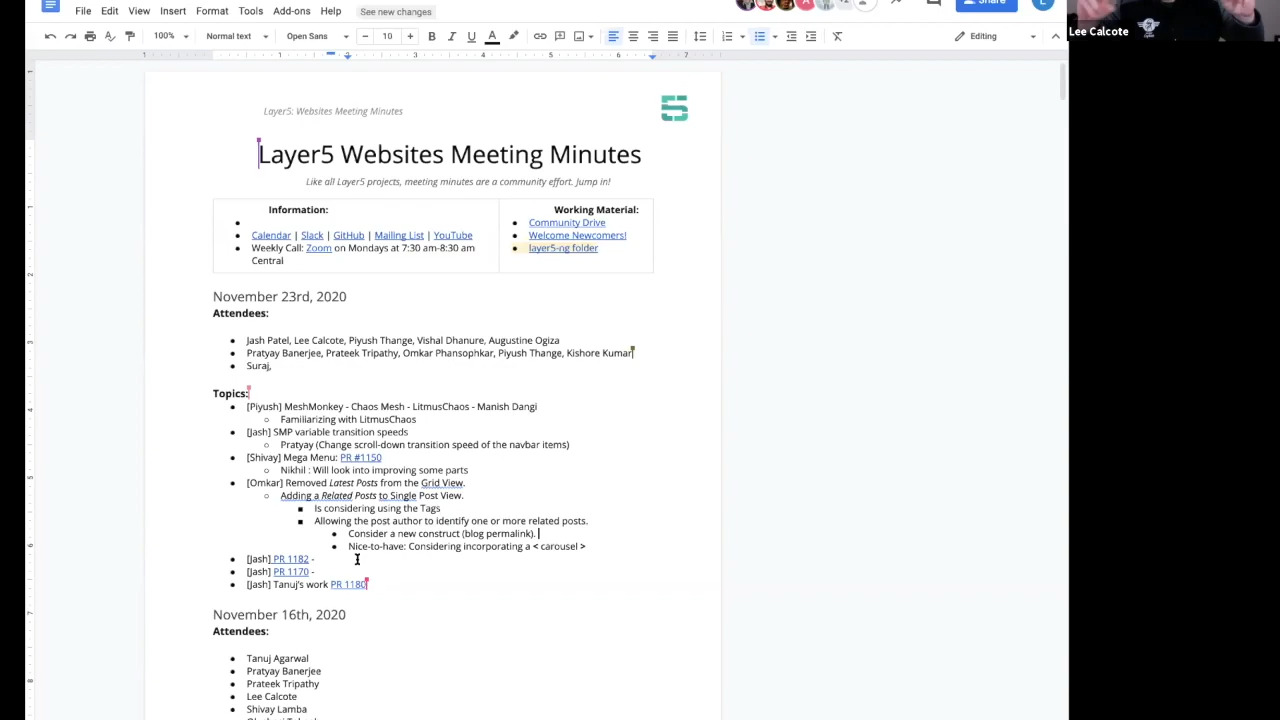 File Edit View Insert Format Tools Add-ons Help See new changes Share L
100% Normal text Open Sans 10 B I U A Editing
Lee Calcote
1 1 2 3 4 5 6 7
Layer5: Websites Meeting Minutes
Layer5 Websites Meeting Minutes
Like all Layer5 projects, meeting minutes are a community effort. Jump in!
Information:
Calendar | Slack | GitHub | Mailing List | YouTube
Weekly Call: Zoom on Mondays at 7:30 am-8:30 am
Central
Working Material:
Community Drive
Welcome Newcomers!
layer5-ng folder
November 23rd, 2020
Attendees:
Jash Patel, Lee Calcote, Piyush Thange, Vishal Dhanure, Augustine Ogiza
Pratyay Banerjee, Prateek Tripathy, Omkar Phansophkar, Piyush Thange, Kishore Kumar
Suraj,
Topics:
[Piyush] MeshMonkey - Chaos Mesh - LitmusChaos - Manish Dangi
Familiarizing with LitmusChaos
[Jash] SMP variable transition speeds
Pratyay (Change scroll-down transition speed of the navbar items)
[Shivay] Mega Menu: PR #1150
Nikhil : Will look into improving some parts
[Omkar] Removed Latest Posts from the Grid View.
Adding a Related Posts to Single Post View.
Is considering using the Tags
Allowing the post author to identify one or more related posts.
Consider a new construct (blog permalink).
Nice-to-have: Considering incorporating a < carousel >
[Jash] PR 1182 -
[Jash] PR 1170 -
[Jash] Tanuj's work PR 1180
November 16th, 2020
Attendees:
Tanuj Agarwal
Pratyay Banerjee
Prateek Tripathy
Lee Calcote
Shivay Lamba